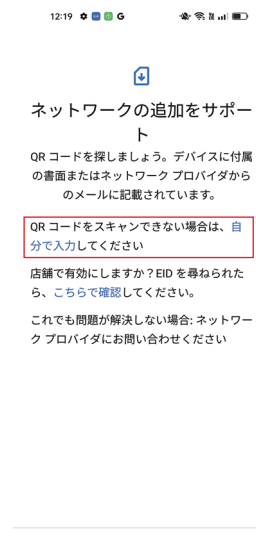 12:19
ネットワークの追加をサポー
ト
QR コードを探しましょう。デバイスに付属
の書面またはネットワーク プロバイダから
のメールに記載されています。
QR コードをスキャンできない場合は、自
分で入力してください
店舗で有効にしますか？EID を尋ねられた
ら、こちらで確認してください。
これでも問題が解決しない場合: ネットワー
ク プロバイダにお問い合わせください